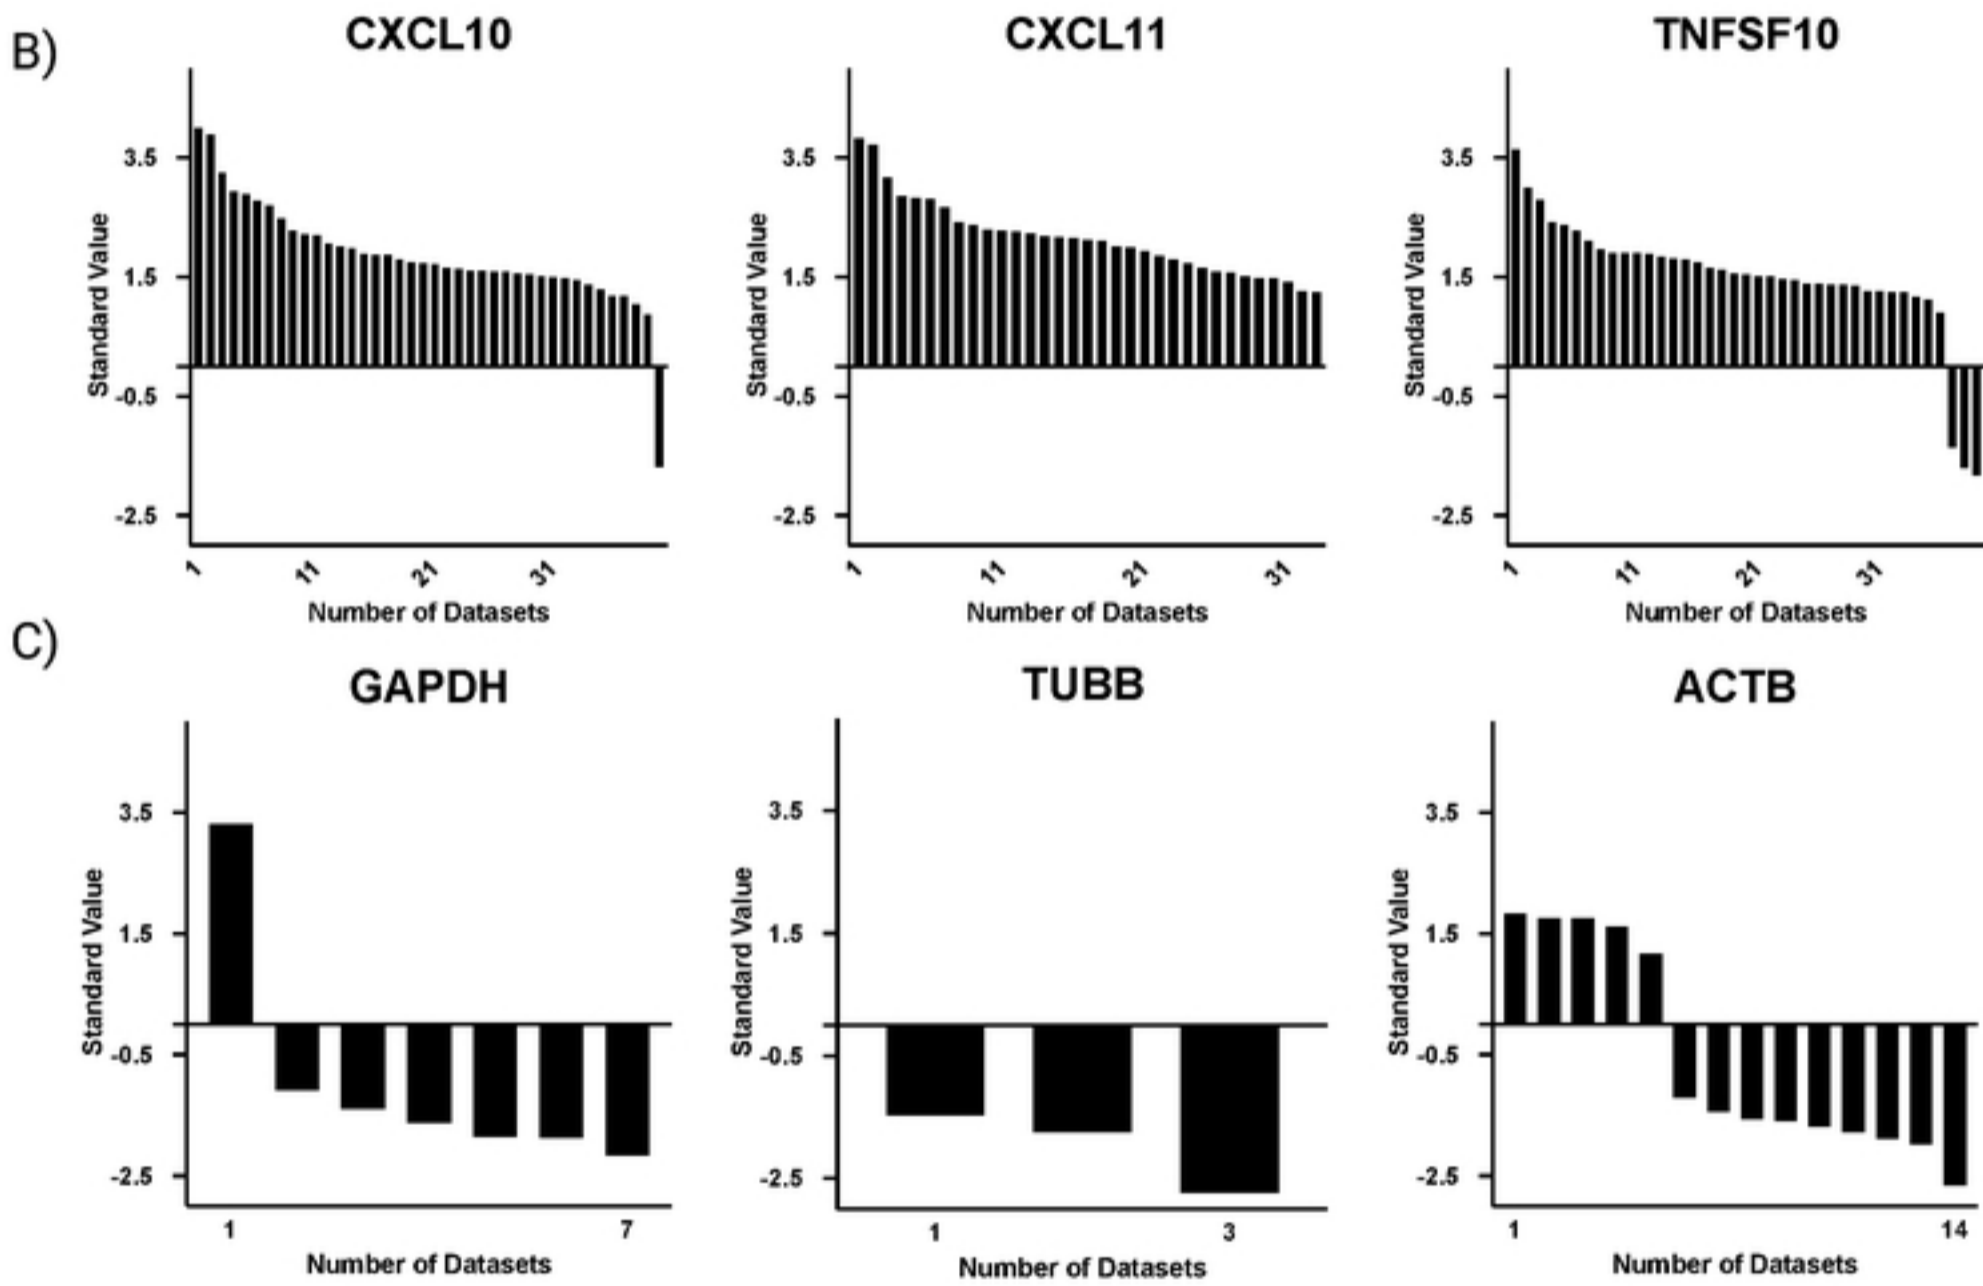 B)
CXCL10
CXCL11
TNFSF10
Standard Value
3.5
1.5
-0.5
-2.5
1 11 21 31
Number of Datasets
Standard Value
3.5
1.5
-0.5
-2.5
1 11 21 31
Number of Datasets
Standard Value
3.5
1.5
-0.5
-2.5
1 11 21 31
Number of Datasets
C)
GAPDH
TUBB
ACTB
Standard Value
3.5
1.5
-0.5
-2.5
1 7
Number of Datasets
Standard Value
3.5
1.5
-0.5
-2.5
1 3
Number of Datasets
Standard Value
3.5
1.5
-0.5
-2.5
1 14
Number of Datasets